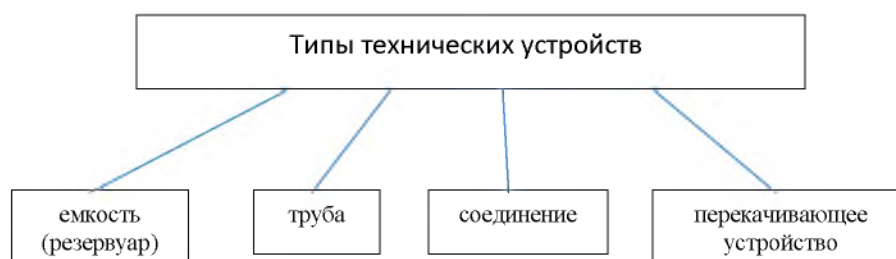 Типы технических устройств
емкость
(резервуар)
труба
соединение
перекачивающее
устройство